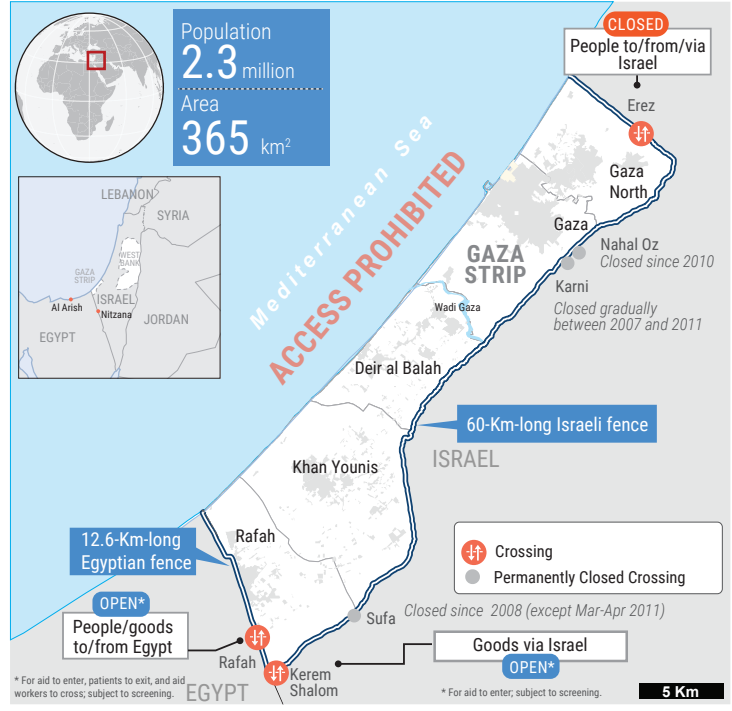 Population
2.3 million
Area
365 km²
CLOSED
People to/from/via
Israel
Erez
Gaza
North
Gaza
Nahal Oz
Closed since 2010
Karni
Closed gradually
between 2007 and 2011
GAZA
STRIP
Wadi Gaza
Mediterranean Sea
ACCESS PROHIBITED
LEBANON
SYRIA
WEST
BANK
GAZA
STRIP
ISRAEL
Al Arish
Nitzana
EGYPT
JORDAN
Deir al Balah
60-Km-long Israeli fence
ISRAEL
Khan Younis
12.6-Km-long
Egyptian fence
Rafah
Crossing
Permanently Closed Crossing
OPEN*
People/goods
to/from Egypt
Sufa
Closed since 2008 (except Mar-Apr 2011)
Goods via Israel
OPEN*
Rafah
Kerem
Shalom
* For aid to enter, patients to exit, and aid
workers to cross; subject to screening.
EGYPT
* For aid to enter; subject to screening.
5 Km